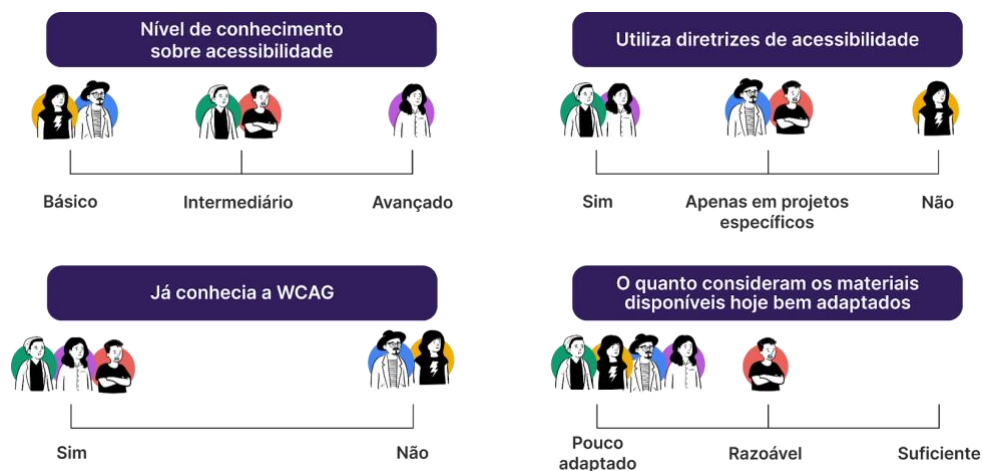 Nível de conhecimento
sobre acessibilidade
Básico
Intermediário
Avançado
Utiliza diretrizes de acessibilidade
Sim
Apenas em projetos
específicos
Não
Já conhecia a WCAG
Sim
Não
O quanto consideram os materiais
disponíveis hoje bem adaptados
Pouco
adaptado
Razoável
Suficiente